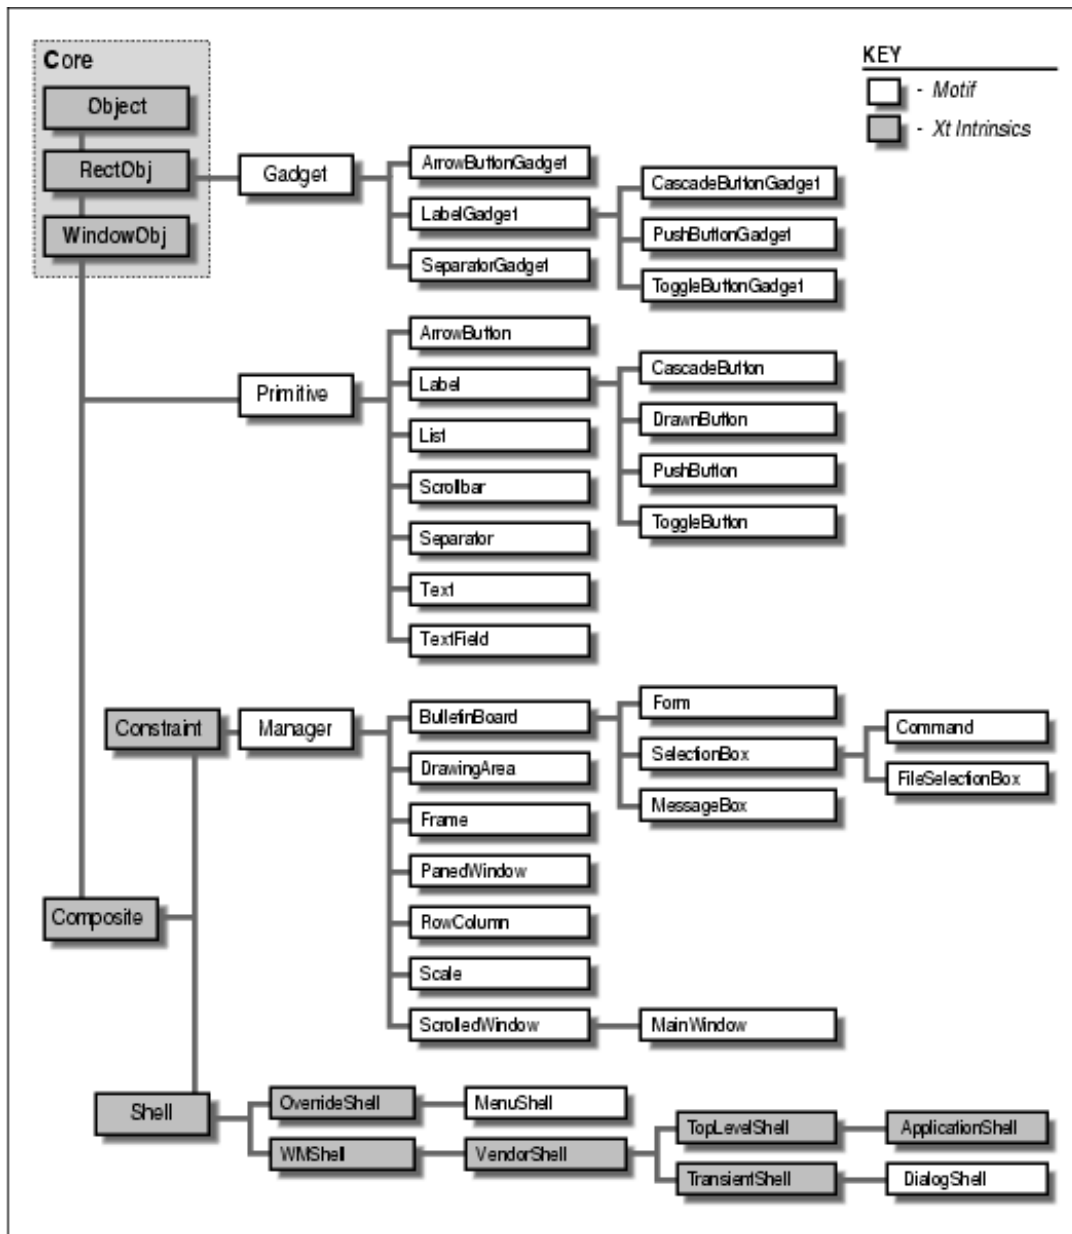 Core
KEY
Object
- Motif
- Xt Intrinsics
RectObj
Gadget
ArrowButtonGadget
CascadeButtonGadget
LabelGadget
WindowObj
PushButtonGadget
SeparatorGadget
ToggleButtonGadget
ArrowButton
CascadeButton
Primitive
Label
DrawnButton
List
PushButton
Scrollbar
ToggleButton
Separator
Text
TextField
Constraint
Manager
BulletinBoard
Form
Command
SelectionBox
DrawingArea
FileSelectionBox
MessageBox
Frame
PanedWindow
Composite
RowColumn
Scale
ScrolledWindow
MainWindow
Shell
OverrideShell
MenuShell
TopLevelShell
ApplicationShell
WMShell
VendorShell
TransientShell
DialogShell